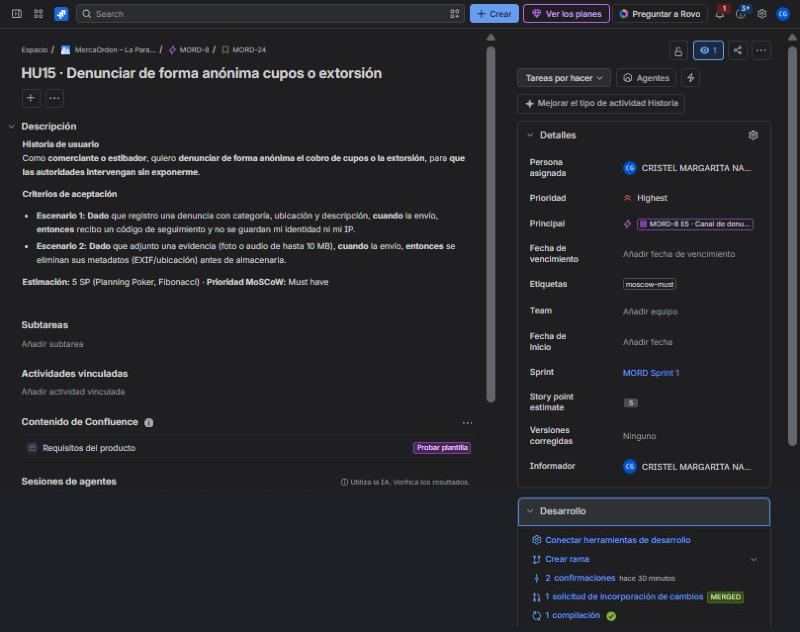 Search
+ Crear
Ver los planes
Preguntar a Rovo
1
3+
CG
Espacio / MercaOrden – La Para... / MORD-8 / MORD-24
HU15 · Denunciar de forma anónima cupos o extorsión
Descripción
Historia de usuario
Como comerciante o estibador, quiero denunciar de forma anónima el cobro de cupos o la extorsión, para que
las autoridades intervengan sin exponerme.
Criterios de aceptación
• Escenario 1: Dado que registro una denuncia con categoría, ubicación y descripción, cuando la envío,
entonces recibo un código de seguimiento y no se guardan mi identidad ni mi IP.
• Escenario 2: Dado que adjunto una evidencia (foto o audio de hasta 10 MB), cuando la envío, entonces se
eliminan sus metadatos (EXIF/ubicación) antes de almacenarla.
Estimación: 5 SP (Planning Poker, Fibonacci) · Prioridad MoSCoW: Must have
Subtareas
Añadir subtarea
Actividades vinculadas
Añadir actividad vinculada
Contenido de Confluence
Requisitos del producto
Probar plantilla
Sesiones de agentes
Utiliza la IA. Verifica los resultados.
1
Tareas por hacer
Agentes
Mejorar el tipo de actividad Historia
Detalles
Persona asignada
CG CRISTEL MARGARITA NA...
Prioridad
Highest
Principal
MORD-8 E5 · Canal de denu...
Fecha de vencimiento
Añadir fecha de vencimiento
Etiquetas
moscow-must
Team
Añadir equipo
Fecha de inicio
Añadir fecha
Sprint
MORD Sprint 1
Story point estimate
5
Versiones corregidas
Ninguno
Informador
CG CRISTEL MARGARITA NA...
Desarrollo
Conectar herramientas de desarrollo
Crear rama
2 confirmaciones hace 30 minutos
1 solicitud de incorporación de cambios MERGED
1 compilación